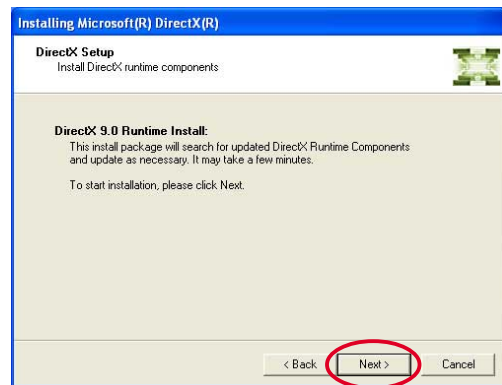 Installing Microsoft(R) DirectX(R)
DirectX Setup
Install DirectX runtime components
DirectX 9.0 Runtime Install:
This install package will search for updated DirectX Runtime Components
and update as necessary. It may take a few minutes.
To start installation, please click Next.
< Back
Next >
Cancel